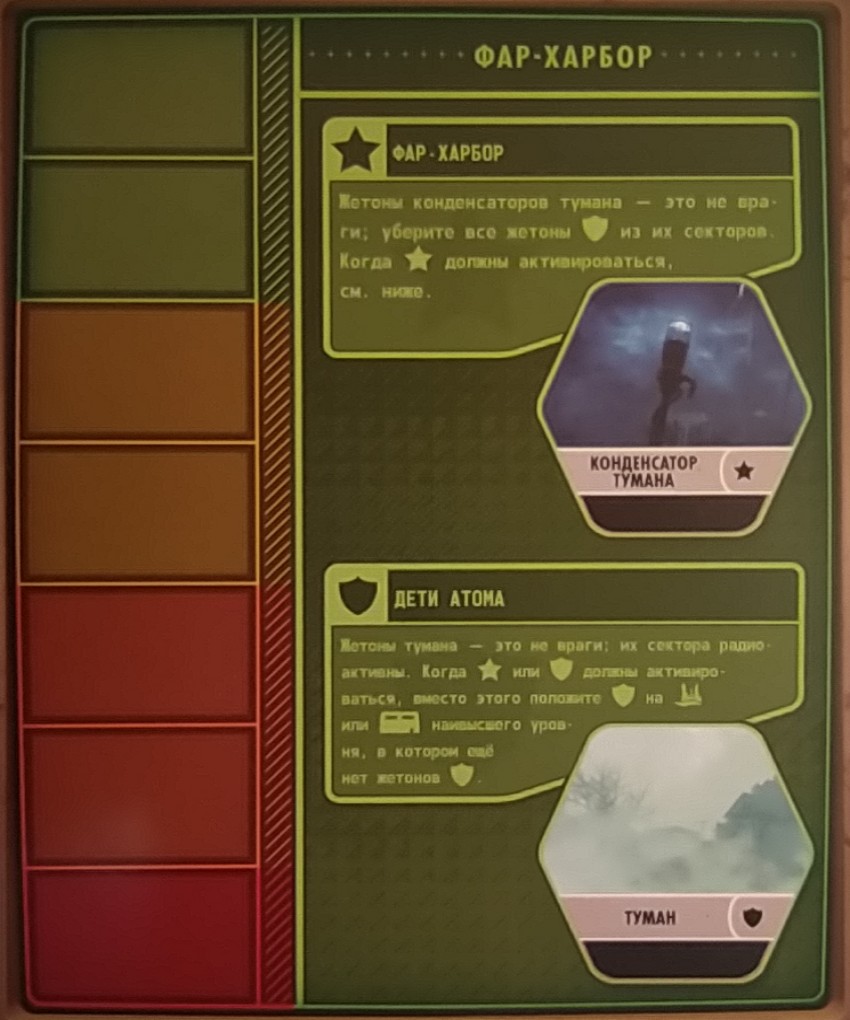 ФАР-ХАРБОР
ФАР-ХАРБОР
Жетоны конденсаторов тумана — это не вра-
ги; уберите все жетоны из их секторов.
Когда должны активироваться,
см. ниже.
КОНДЕНСАТОР
ТУМАНА
ДЕТИ АТОМА
Жетоны тумана — это не враги; их сектора радио-
активны. Когда или должны активиро-
ваться, вместо этого положите на
или наивысшего уров-
ня, в котором ещё
нет жетонов .
ТУМАН